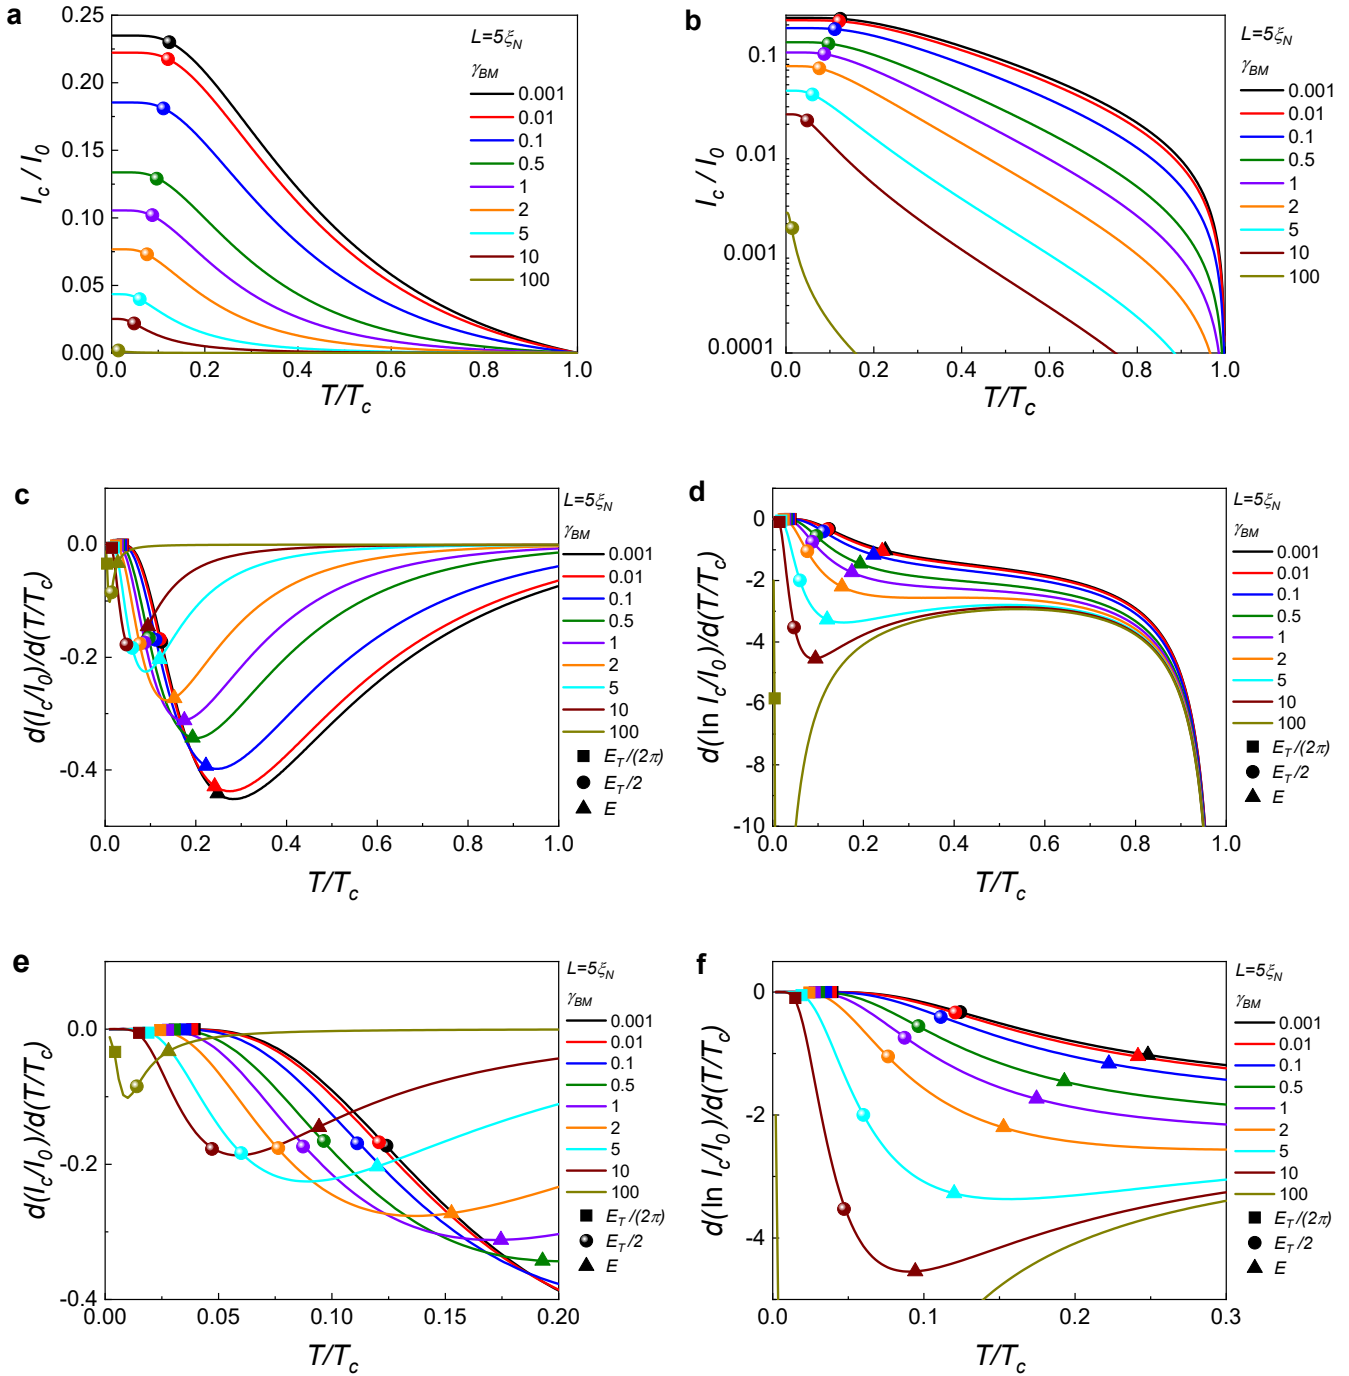 a
0.25
0.20
0.15
0.10
0.05
0.00
I_c / I_0
0.0 0.2 0.4 0.6 0.8 1.0
T/T_c
L=5ξ_N
γ_BM
0.001
0.01
0.1
0.5
1
2
5
10
100
b
0.1
0.01
0.001
0.0001
I_c / I_0
0.0 0.2 0.4 0.6 0.8 1.0
T/T_c
L=5ξ_N
γ_BM
0.001
0.01
0.1
0.5
1
2
5
10
100
c
0.0
-0.2
-0.4
d(I_c/I_0)/d(T/T_c)
0.0 0.2 0.4 0.6 0.8 1.0
T/T_c
L=5ξ_N
γ_BM
0.001
0.01
0.1
0.5
1
2
5
10
100
E_T/(2π)
E_T/2
E
d
0
-2
-4
-6
-8
-10
d(ln I_c/I_0)/d(T/T_c)
0.0 0.2 0.4 0.6 0.8 1.0
T/T_c
L=5ξ_N
γ_BM
0.001
0.01
0.1
0.5
1
2
5
10
100
E_T/(2π)
E_T/2
E
e
0.0
-0.2
-0.4
d(I_c/I_0)/d(T/T_c)
0.00 0.05 0.10 0.15 0.20
T/T_c
L=5ξ_N
γ_BM
0.001
0.01
0.1
0.5
1
2
5
10
100
E_T/(2π)
E_T/2
E
f
0
-2
-4
d(ln I_c/I_0)/d(T/T_c)
0.0 0.1 0.2 0.3
T/T_c
L=5ξ_N
γ_BM
0.001
0.01
0.1
0.5
1
2
5
10
100
E_T/(2π)
E_T/2
E